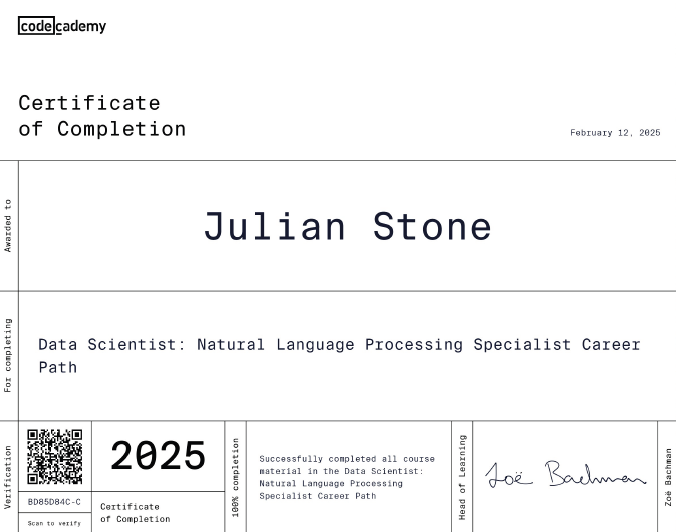 codecademy
Certificate
of Completion
February 12, 2025
Awarded to
Julian Stone
For completing
Data Scientist: Natural Language Processing Specialist Career
Path
Verification
BD85D84C-C
Scan to verify
2025
Certificate
of Completion
100% completion
Successfully completed all course
material in the Data Scientist:
Natural Language Processing
Specialist Career Path
Head of Learning
Zoë Bachman
Zoë Bachman